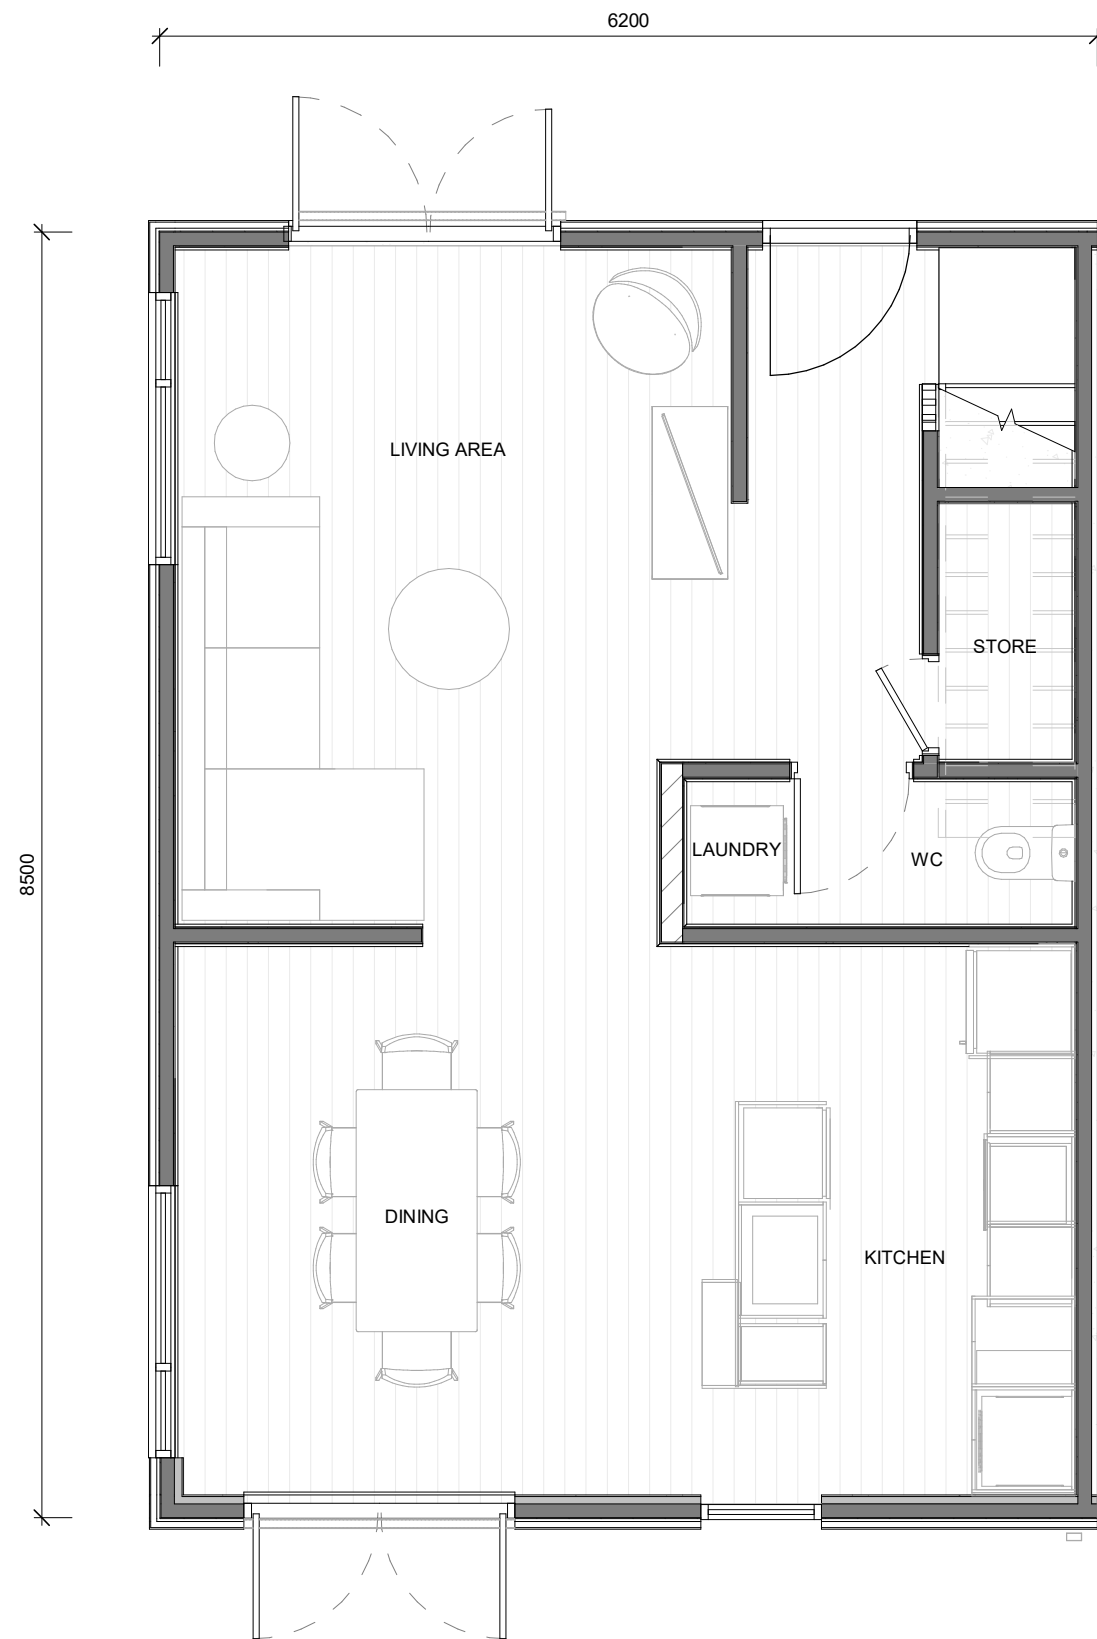 6200
LIVING AREA
STORE
LAUNDRY
WC
8500
DINING
KITCHEN